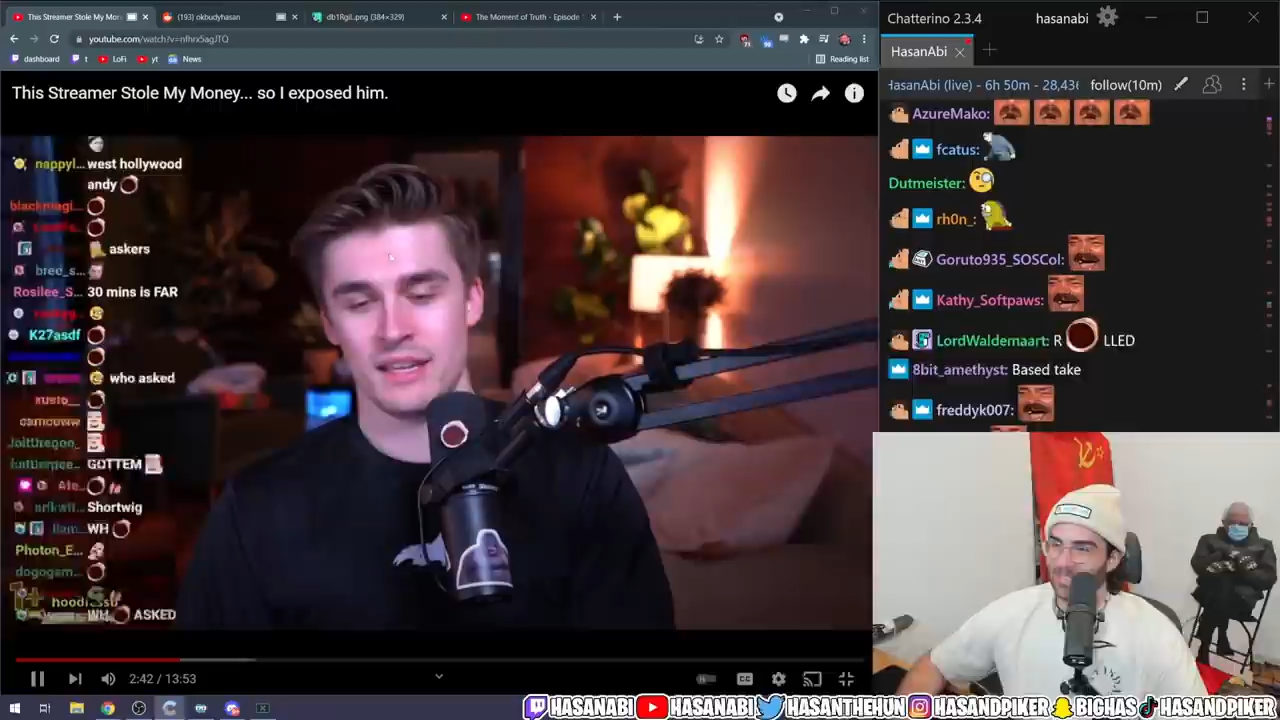 This Streamer Stole My Mon
(193) okbudyhasan
db1Rgil.png (384×329)
The Moment of Truth - Episode
youtube.com/watch?v=nfhrx5agJTQ
Reading list
dashboard
t
LoFi
yt
News
This Streamer Stole My Money... so I exposed him.
nappyl... west hollywood
andy
askers
bree_s...
Rosilee_S... 30 mins is FAR
K27asdf
who asked
GOTTEM
Ale...
Shortwig
WH
Photon_E...
dogogam...
WH ASKED
2:42 / 13:53
Chatterino 2.3.4
hasanabi
HasanAbi
HasanAbi (live) - 6h 50m - 28,43
follow(10m)
AzureMako:
fcatus:
Dutmeister:
rh0n_:
Goruto935_SOSCol:
Kathy_Softpaws:
LordWaldemaart: R LLED
8bit_amethyst: Based take
freddyk007:
HASANABI
HASANABI
HASANTHEHUN
HASANDPIKER
BIGHAS
HASANDPIKER